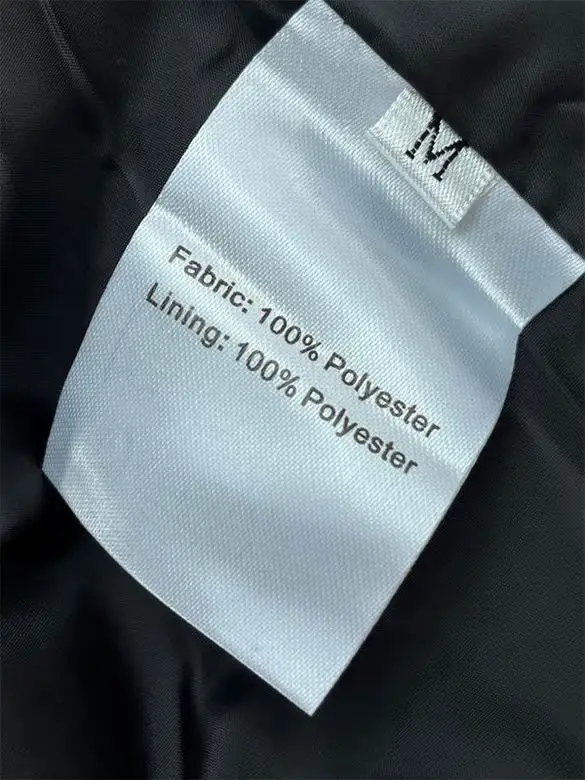 M
Fabric: 100% Polyester
Lining: 100% Polyester